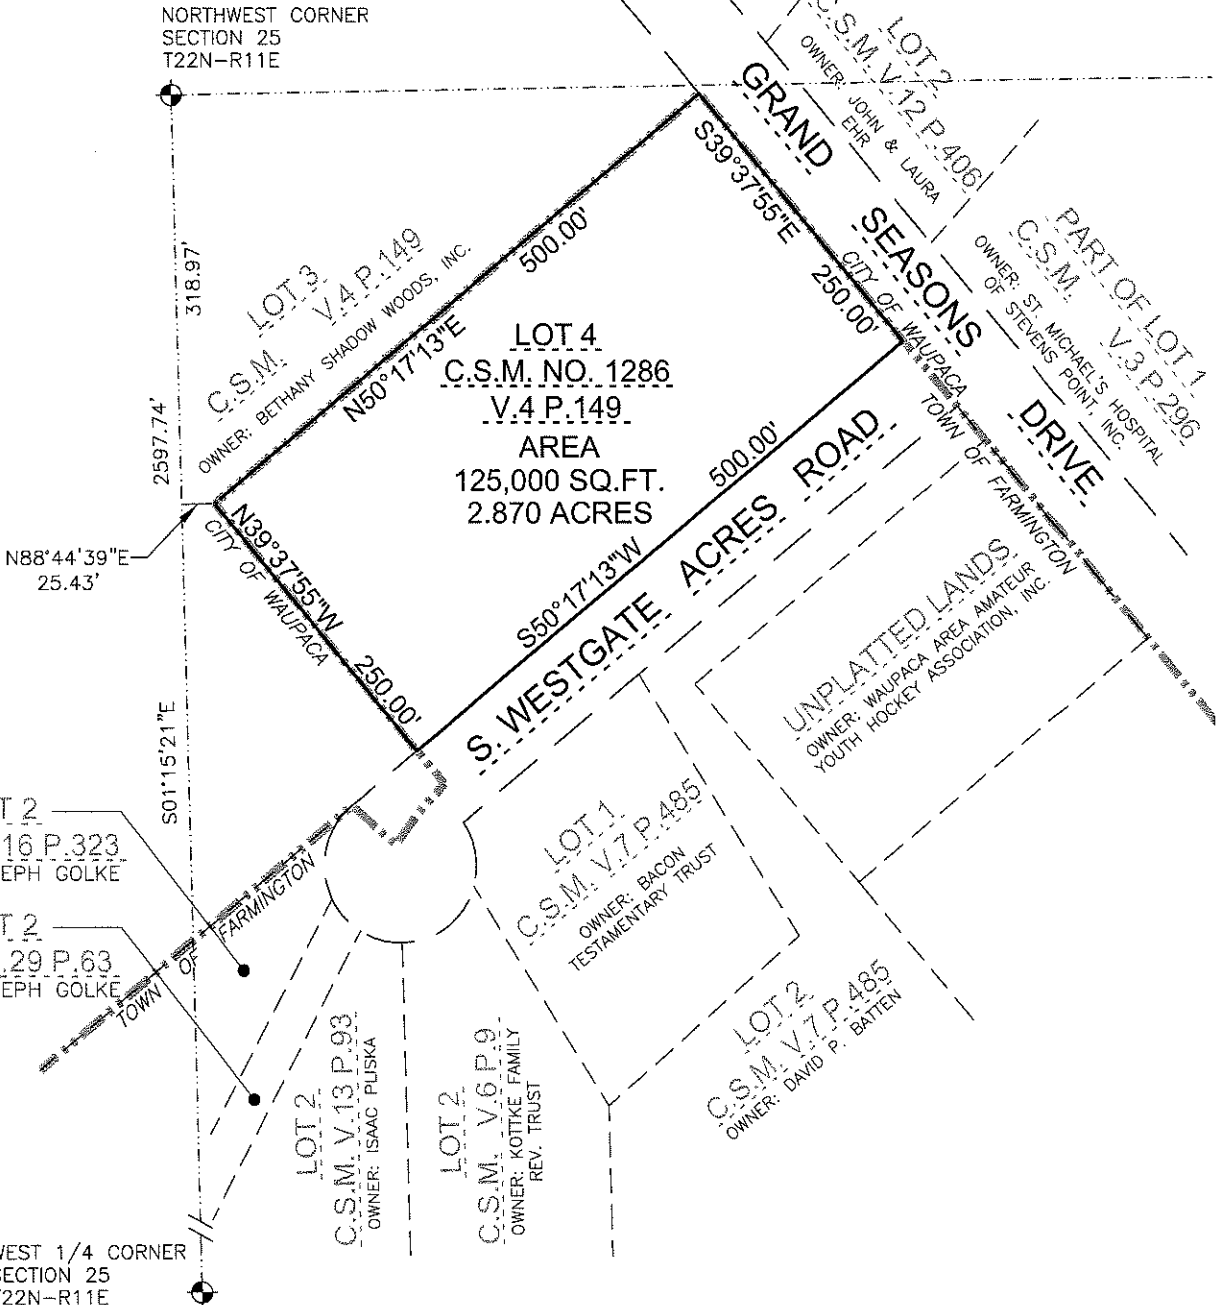 NORTHWEST CORNER
SECTION 25
T22N-R11E
LOT 2
C.S.M. V.12 P.406
OWNER: JOHN & LAURA
EHR
GRAND
SEASONS
DRIVE
PART OF LOT 1
C.S.M.
V.3 P.296
OWNER: ST. MICHAEL'S HOSPITAL
OF STEVENS POINT, INC.
S39°37'55"E
250.00'
CITY OF WAUPACA
TOWN OF FARMINGTON
318.97'
2597.74'
S01°15'21"E
LOT 3
C.S.M. V.4 P.149
OWNER: BETHANY SHADOW WOODS, INC.
500.00'
N50°17'13"E
LOT 4
C.S.M. NO. 1286
V.4 P.149
AREA
125,000 SQ.FT.
2.870 ACRES
500.00'
S50°17'13"W
S. WESTGATE ACRES ROAD
N88°44'39"E
25.43'
N39°37'55"W
250.00'
CITY OF WAUPACA
UNPLATTED LANDS
OWNER: WAUPACA AREA AMATEUR
YOUTH HOCKEY ASSOCIATION, INC.
T 2
16 P.323
EPH GOLKE
T 2
.29 P.63
EPH GOLKE
TOWN OF FARMINGTON
LOT 1
C.S.M. V.7 P.485
OWNER: BACON
TESTAMENTARY TRUST
LOT 2
C.S.M. V.7 P.485
OWNER: DAVID P. BATTEN
LOT 2
C.S.M. V.13 P.93
OWNER: ISAAC PLISKA
LOT 2
C.S.M. V.6 P.9
OWNER: KOTTKE FAMILY
REV. TRUST
WEST 1/4 CORNER
SECTION 25
T22N-R11E